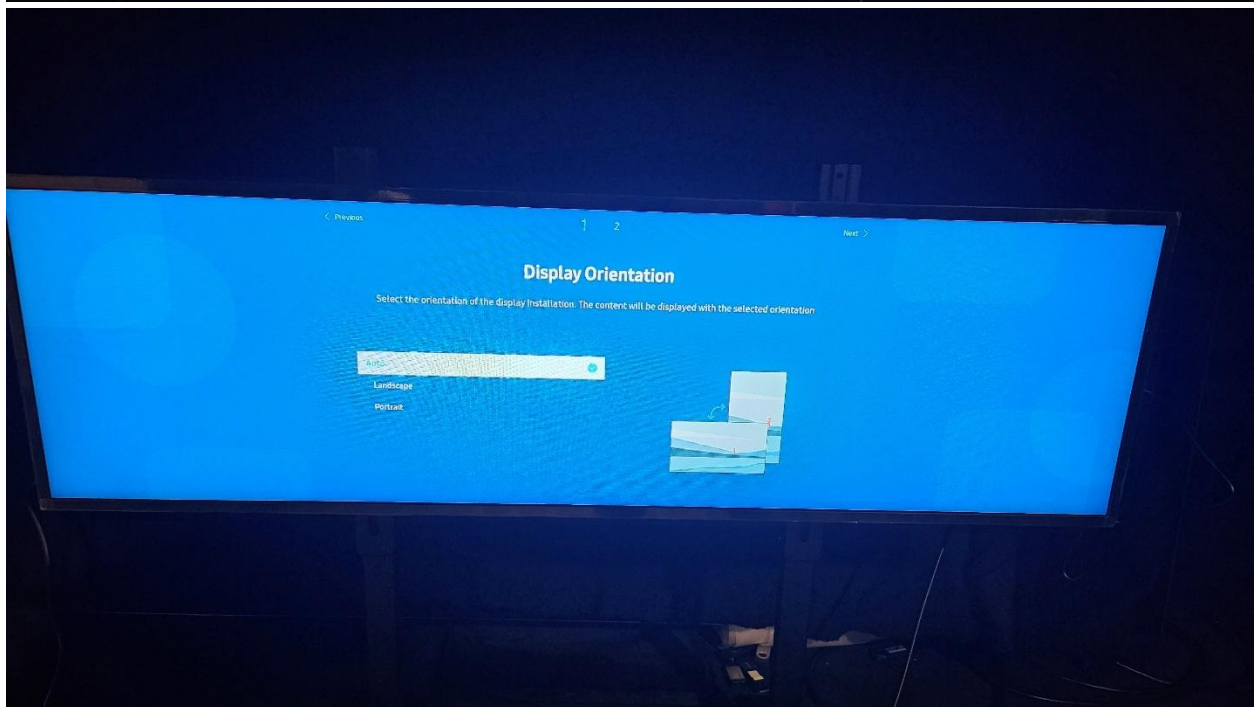 < Previous
1 2
Next >
Display Orientation
Select the orientation of the display installation. The content will be displayed with the selected orientation
Auto
Landscape
Portrait